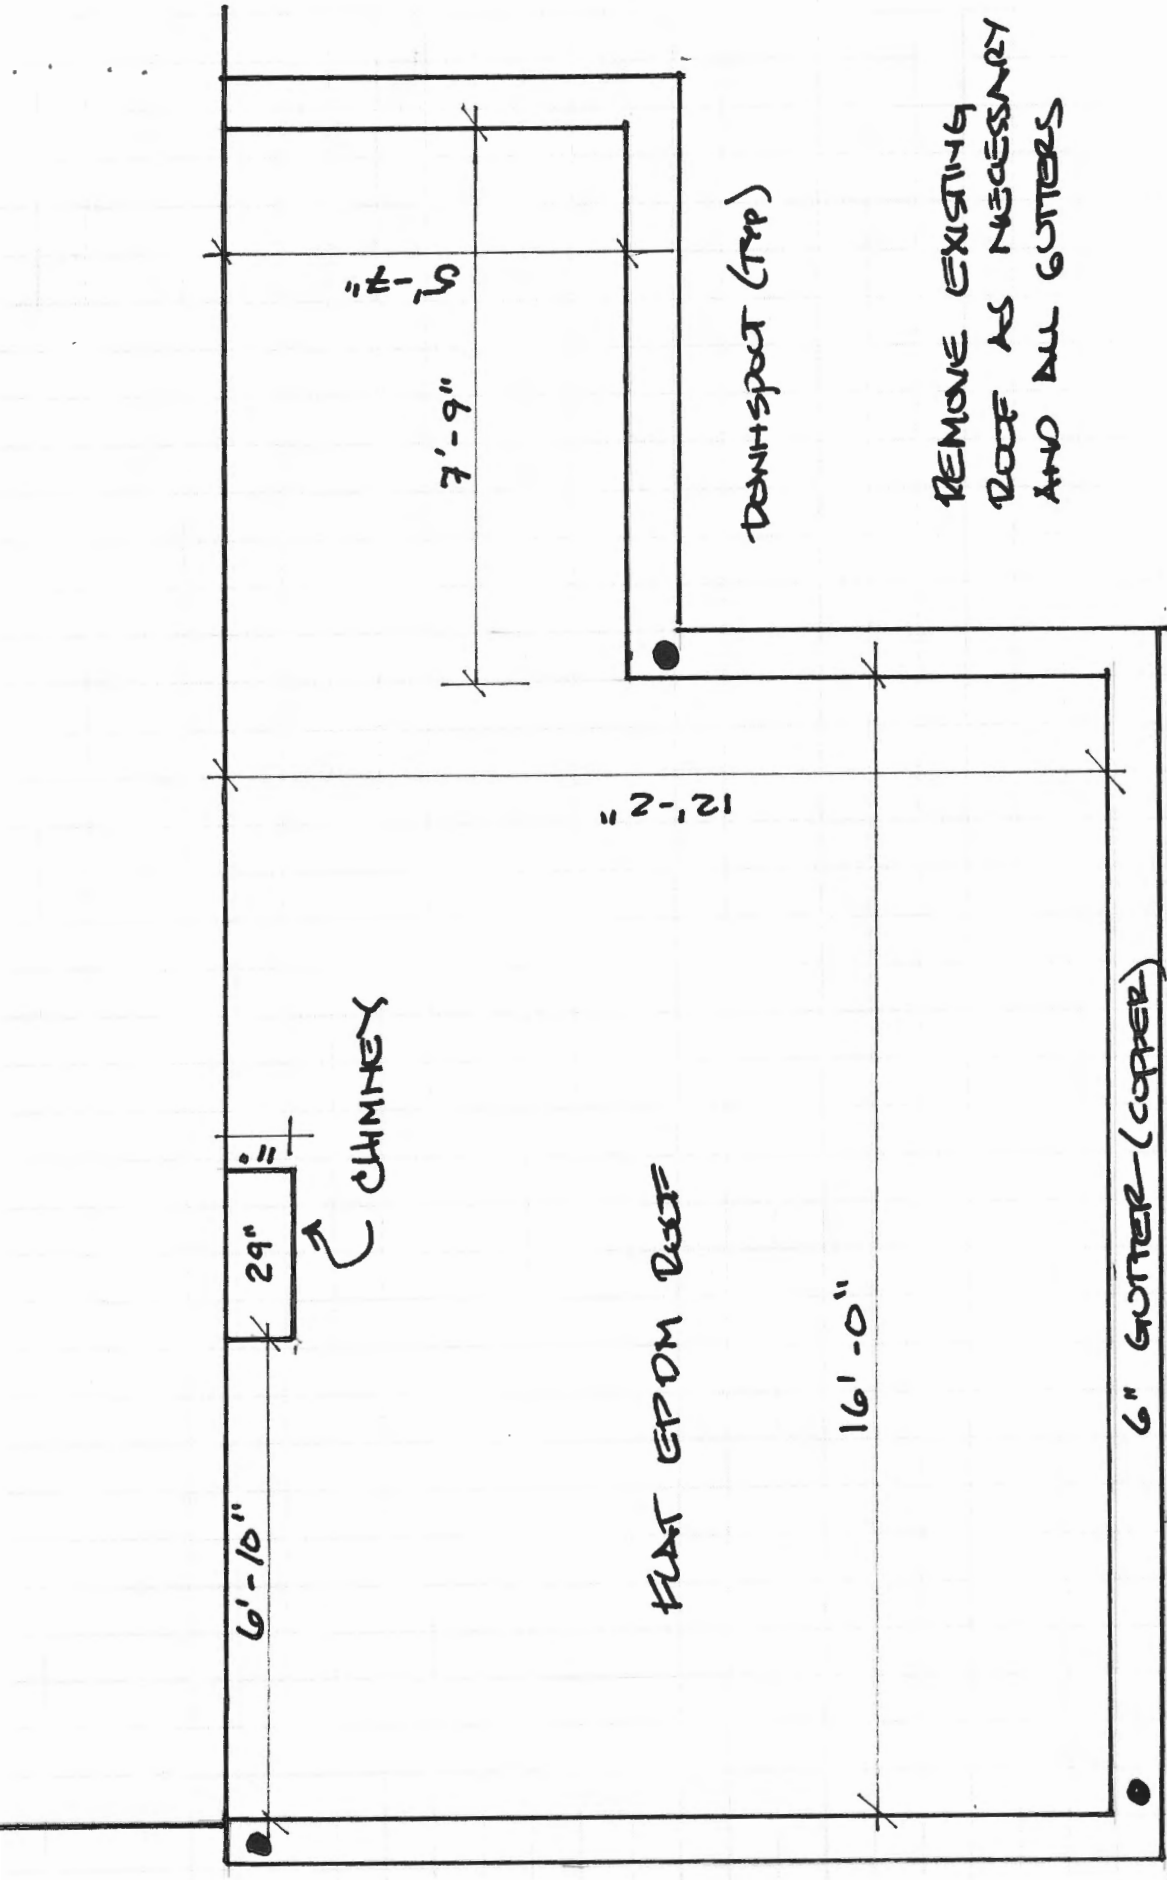 6'-10"
29"
11"
CHIMNEY
7'-9"
5'-7"
12'-2"
FLAT EPDM ROOF
16'-0"
DOWNSPOUT (TYP)
REMOVE EXISTING
ROOF AS NECESSARY
AND ALL GUTTERS
6" GUTTER (COPPER)